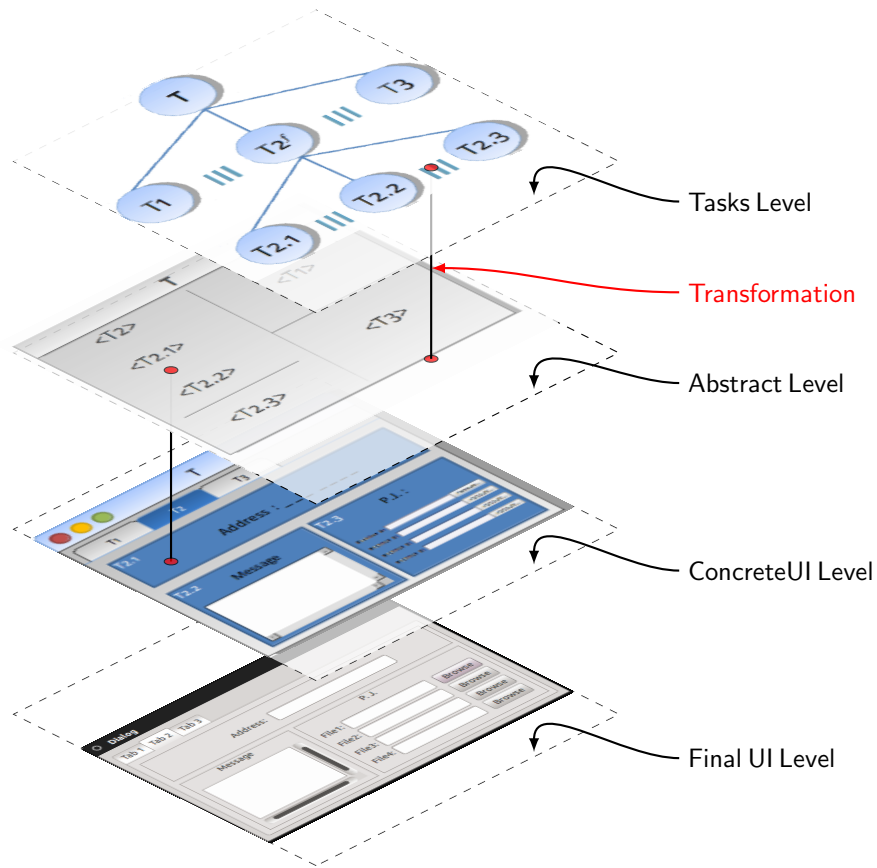 T
T3
T2
T2.3
T1
T2.2
T2.1
Tasks Level
Transformation
T
<T1>
<T2>
<T3>
<T2.1>
<T2.2>
<T2.3>
Abstract Level
T
T1
T2
T3
T2.1
Address :
T2.3
P.J. :
T2.2
Message
ConcreteUI Level
Dialog
Tab 1
Tab 2
Tab 3
Address:
Message
P.J.
File1:
Browse
File2:
Browse
File3:
Browse
File4:
Browse
Final UI Level